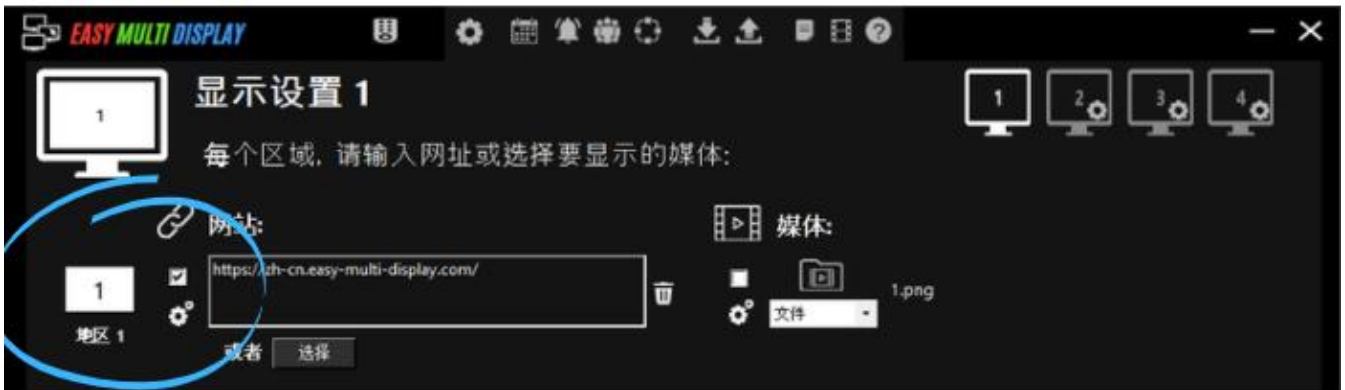 EASY MULTI DISPLAY
1
显示设置 1
1
2
3
4
每个区域, 请输入网址或选择要显示的媒体:
网站:
媒体:
1
https://zh-cn.easy-multi-display.com/
1.png
文件
地区 1
或者
选择